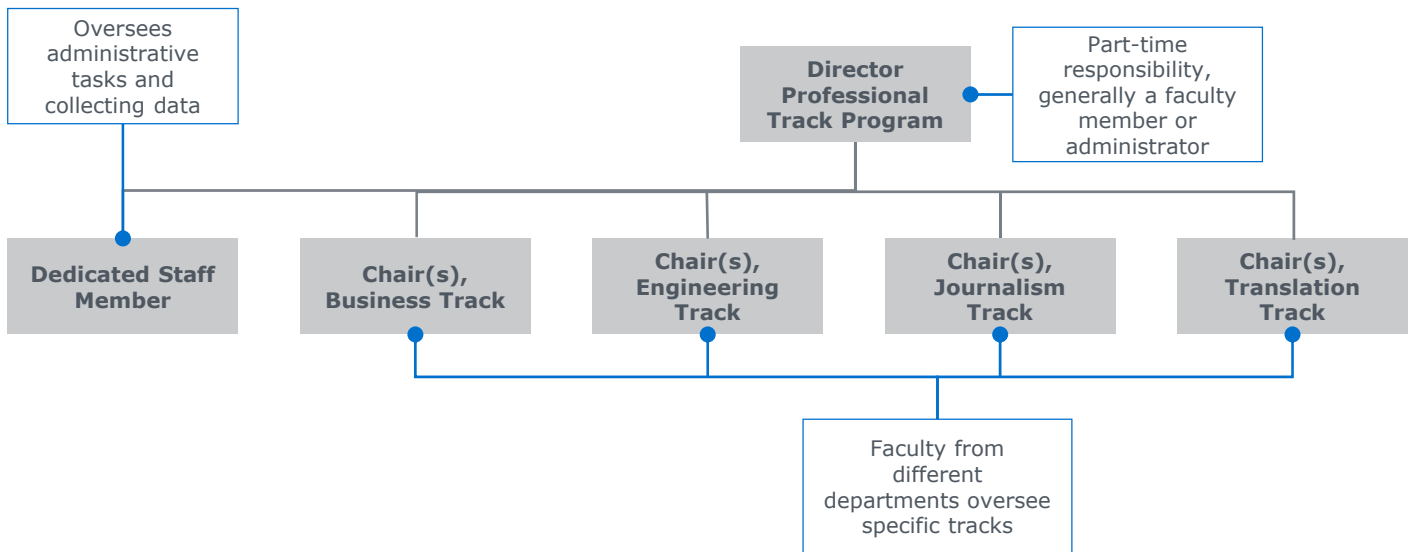 Oversees
administrative
tasks and
collecting data
Director
Professional
Track Program
Part-time
responsibility,
generally a faculty
member or
administrator
Dedicated Staff
Member
Chair(s),
Business Track
Chair(s),
Engineering
Track
Chair(s),
Journalism
Track
Chair(s),
Translation
Track
Faculty from
different
departments oversee
specific tracks